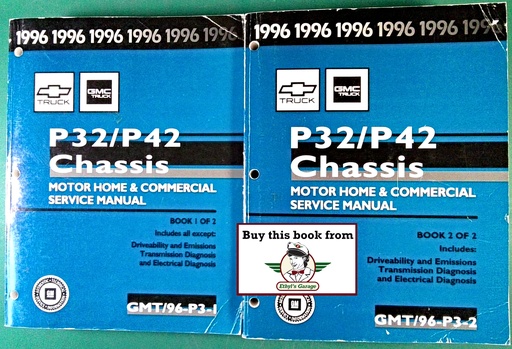 1996 1996 1996 1996 1996 1996
TRUCK
GMC
TRUCK
P32/P42
Chassis
MOTOR HOME & COMMERCIAL
SERVICE MANUAL
BOOK 1 OF 2
Includes all except:
Driveability and Emissions
Transmission Diagnosis
and Electrical Diagnosis
GMT/96-P3-1
1996 1996 1996 1996 1996 1996
TRUCK
GMC
TRUCK
P32/P42
Chassis
MOTOR HOME & COMMERCIAL
SERVICE MANUAL
BOOK 2 OF 2
Includes:
Driveability and Emissions
Transmission Diagnosis
and Electrical Diagnosis
GM
GMT/96-P3-2
Buy this book from
Ethyl's Garage